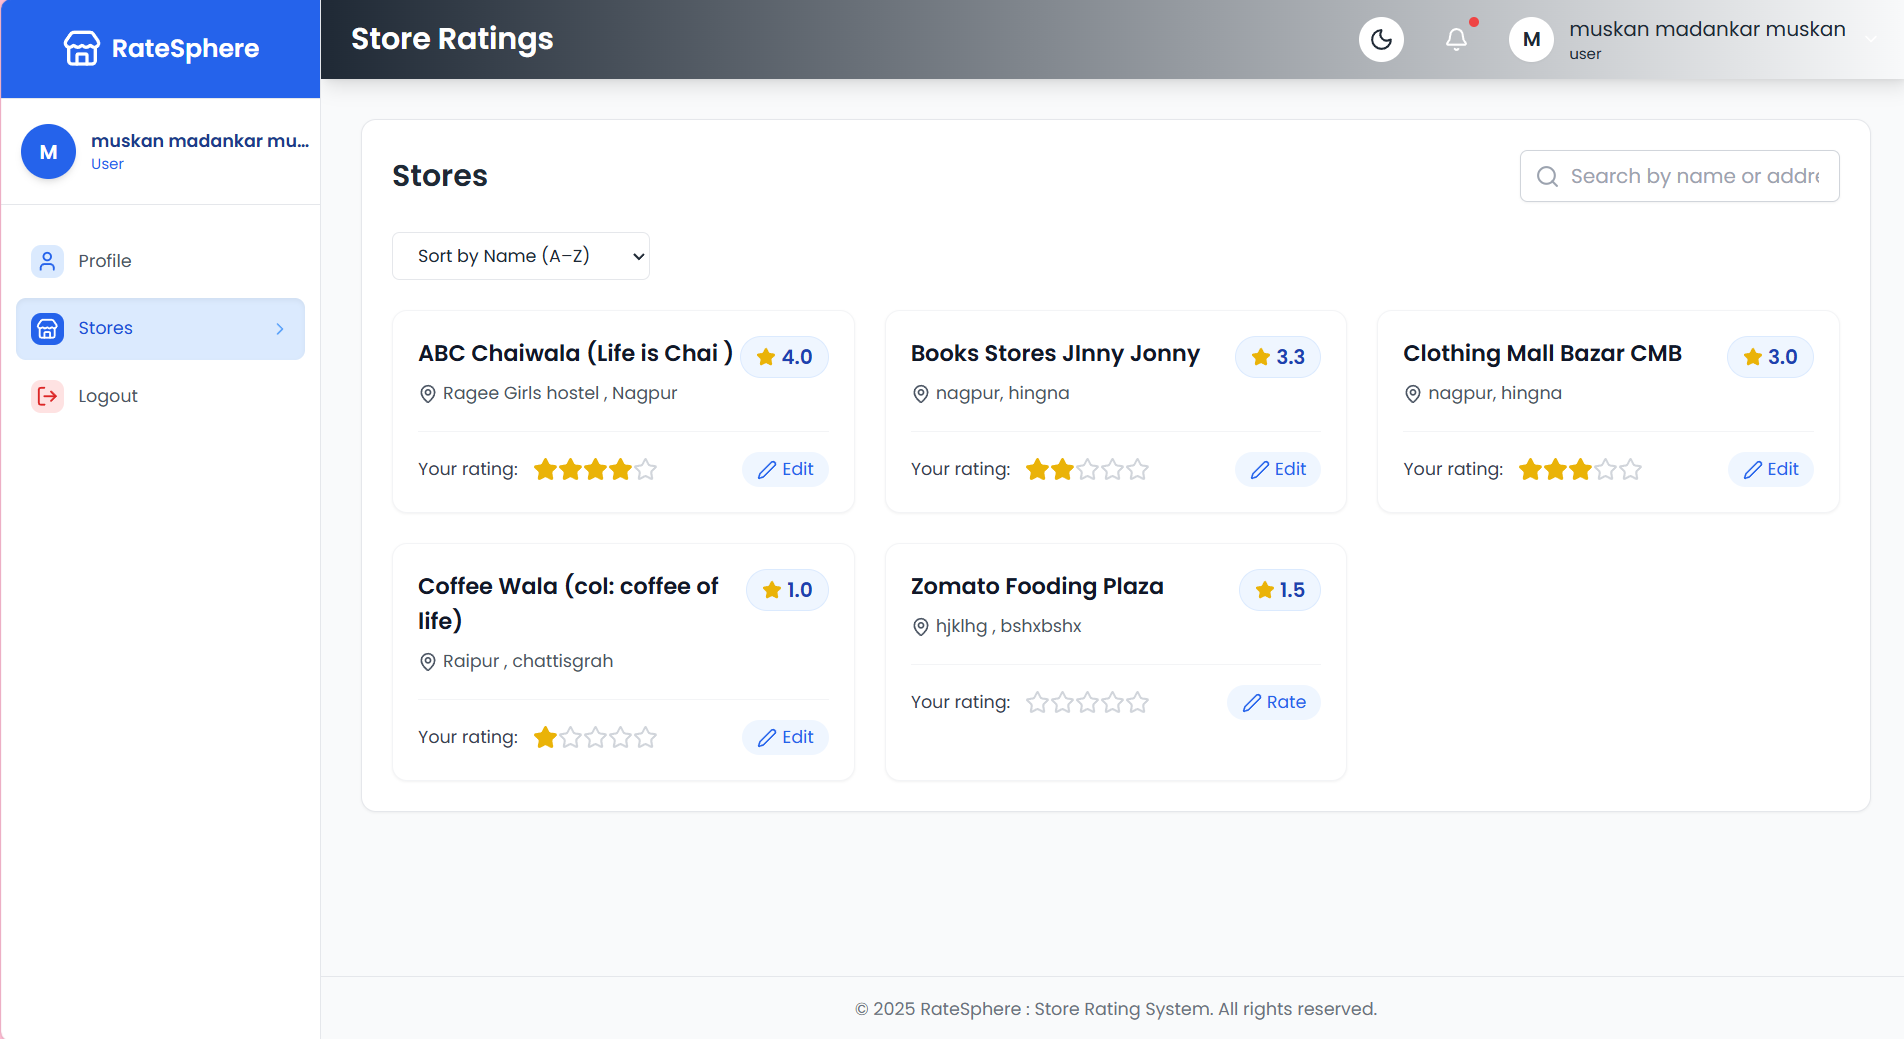 RateSphere
Store Ratings
M
muskan madankar muskan
user
M
muskan madankar mu...
User
Profile
Stores
Logout
Stores
Search by name or addre
Sort by Name (A–Z)
ABC Chaiwala (Life is Chai )
4.0
Ragee Girls hostel , Nagpur
Your rating:
Edit
Books Stores JInny Jonny
3.3
nagpur, hingna
Your rating:
Edit
Clothing Mall Bazar CMB
3.0
nagpur, hingna
Your rating:
Edit
Coffee Wala (col: coffee of
life)
1.0
Raipur , chattisgrah
Your rating:
Edit
Zomato Fooding Plaza
1.5
hjklhg , bshxbshx
Your rating:
Rate
© 2025 RateSphere : Store Rating System. All rights reserved.